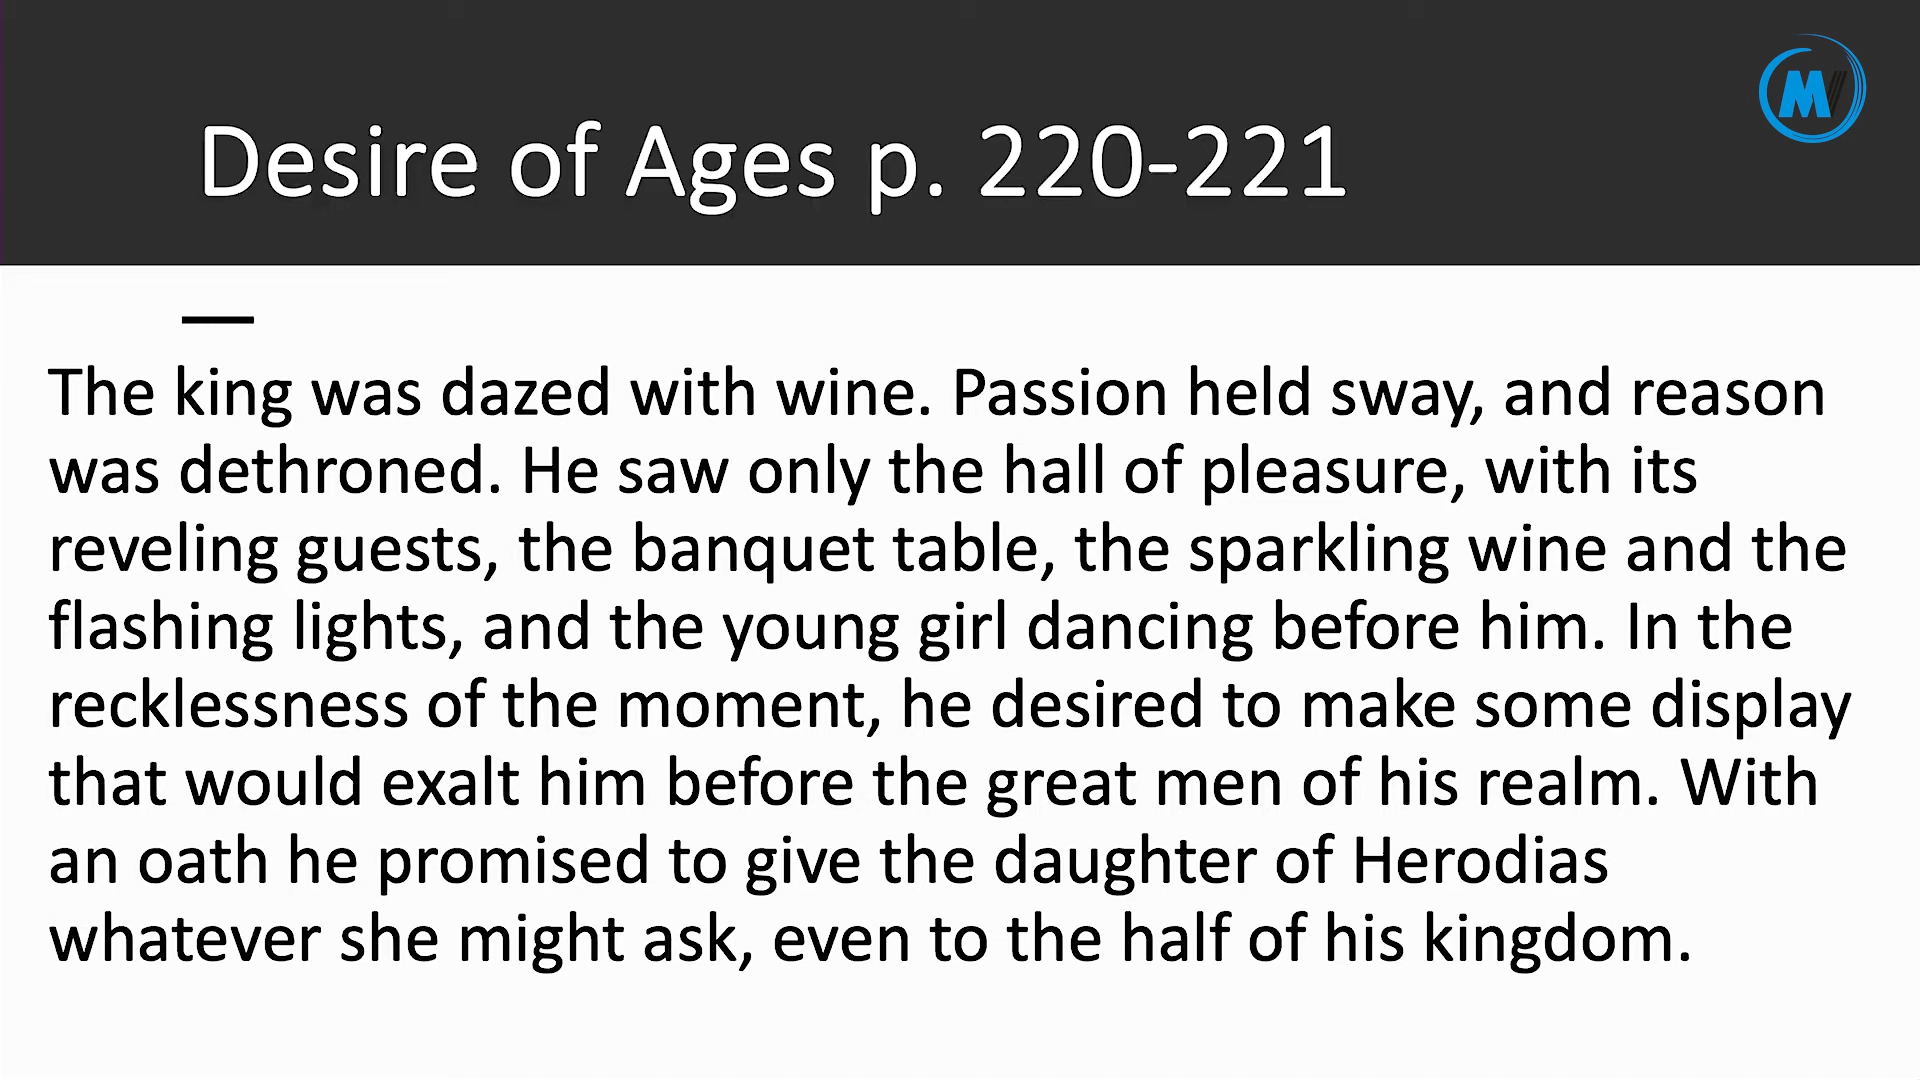 Desire of Ages p. 220-221
MV
The king was dazed with wine. Passion held sway, and reason
was dethroned. He saw only the hall of pleasure, with its
reveling guests, the banquet table, the sparkling wine and the
flashing lights, and the young girl dancing before him. In the
recklessness of the moment, he desired to make some display
that would exalt him before the great men of his realm. With
an oath he promised to give the daughter of Herodias
whatever she might ask, even to the half of his kingdom.